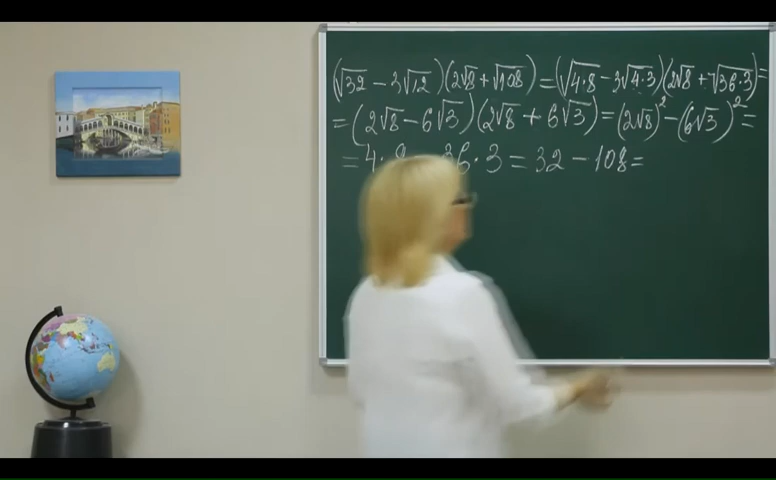 (√32 − 3√12)(2√8 + √108) = (√4·8 − 3√4·3)(2√8 + √36·3) =
= (2√8 − 6√3)(2√8 + 6√3) = (2√8)² − (6√3)² =
= 4· 36·3 = 32 − 108 =